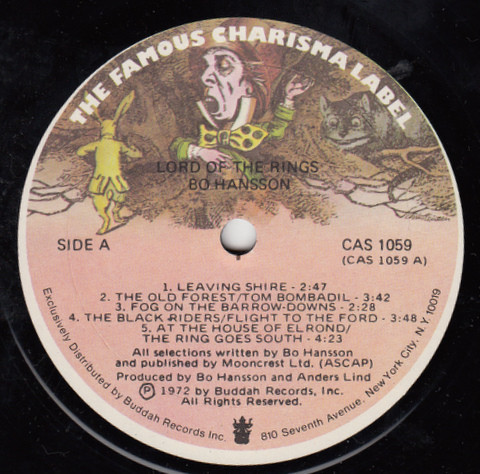 THE FAMOUS CHARISMA LABEL
LORD OF THE RINGS
BO HANSSON
SIDE A
CAS 1059
(CAS 1059 A)
1. LEAVING SHIRE - 2:47
2. THE OLD FOREST/TOM BOMBADIL - 3:42
3. FOG ON THE BARROW-DOWNS - 2:28
4. THE BLACK RIDERS/FLIGHT TO THE FORD - 3:48
5. AT THE HOUSE OF ELROND/
THE RING GOES SOUTH - 4:23
All selections written by Bo Hansson
and published by Mooncrest Ltd. (ASCAP)
Produced by Bo Hansson and Anders Lind
Ⓟ 1972 by Buddah Records, Inc.
All Rights Reserved.
Exclusively Distributed by Buddah Records Inc. 810 Seventh Avenue, New York City, N.Y. 10019